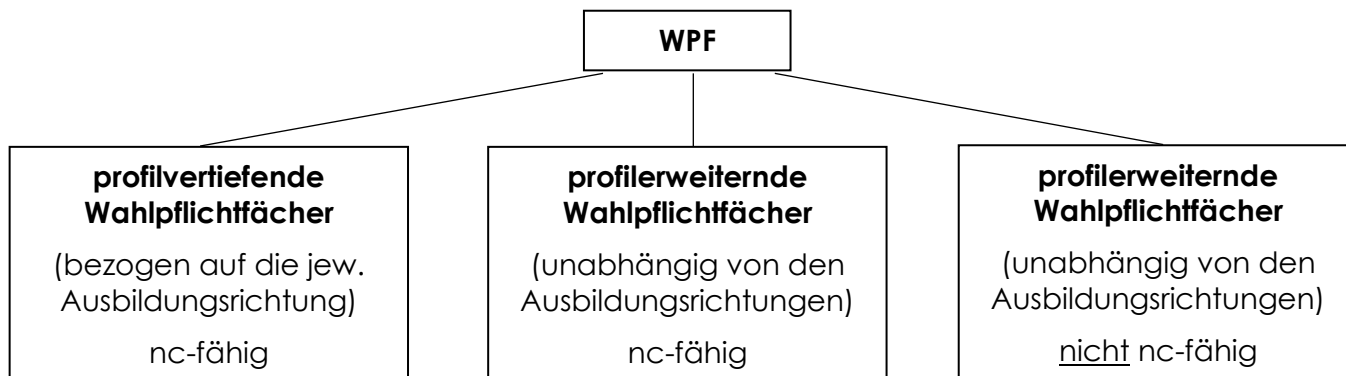 WPF
profilvertiefende
Wahlpflichtfächer
(bezogen auf die jew.
Ausbildungsrichtung)
nc-fähig
profilerweiternde
Wahlpflichtfächer
(unabhängig von den
Ausbildungsrichtungen)
nc-fähig
profilerweiternde
Wahlpflichtfächer
(unabhängig von den
Ausbildungsrichtungen)
nicht nc-fähig